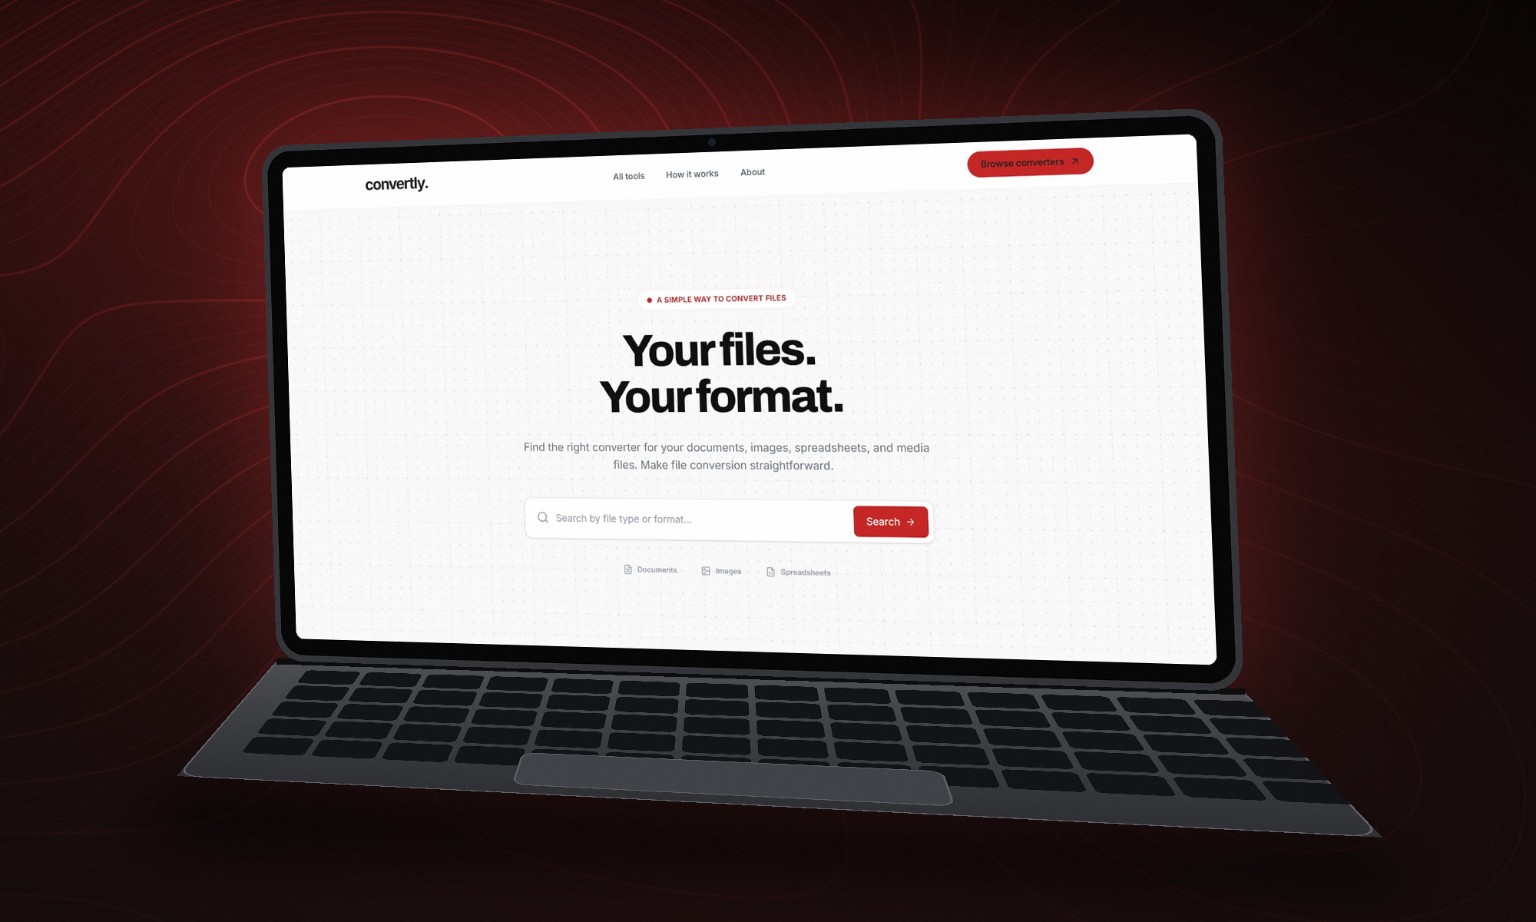 convertly.
All tools
How it works
About
Browse converters
A SIMPLE WAY TO CONVERT FILES
Your files.
Your format.
Find the right converter for your documents, images, spreadsheets, and media
files. Make file conversion straightforward.
Search by file type or format...
Search
Documents
Images
Spreadsheets